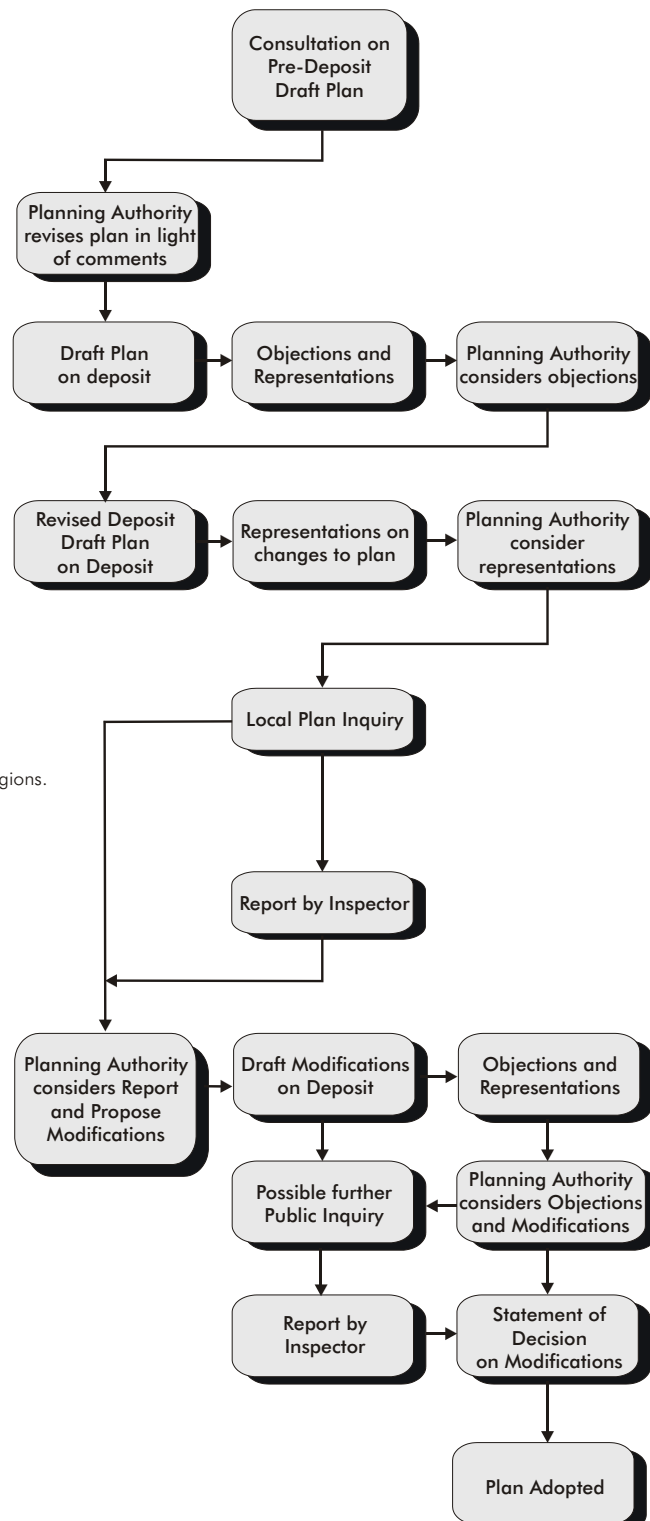 Consultation on
Pre-Deposit
Draft Plan
Planning Authority
revises plan in light
of comments
Draft Plan
on deposit
Objections and
Representations
Planning Authority
considers objections
Revised Deposit
Draft Plan
on Deposit
Representations on
changes to plan
Planning Authority
consider
representations
Local Plan Inquiry
gions.
Report by Inspector
Planning Authority
considers Report
and Propose
Modifications
Draft Modifications
on Deposit
Objections and
Representations
Possible further
Public Inquiry
Planning Authority
considers Objections
and Modifications
Report by
Inspector
Statement of
Decision
on Modifications
Plan Adopted